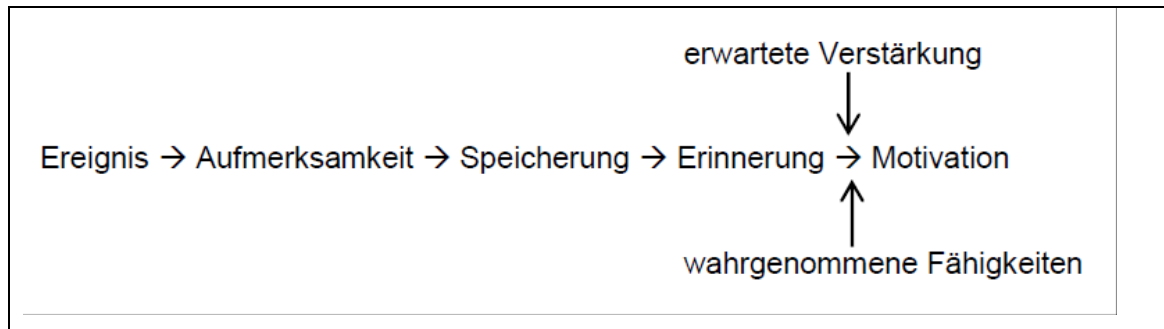 erwartete Verstärkung
Ereignis → Aufmerksamkeit → Speicherung → Erinnerung → Motivation
wahrgenommene Fähigkeiten